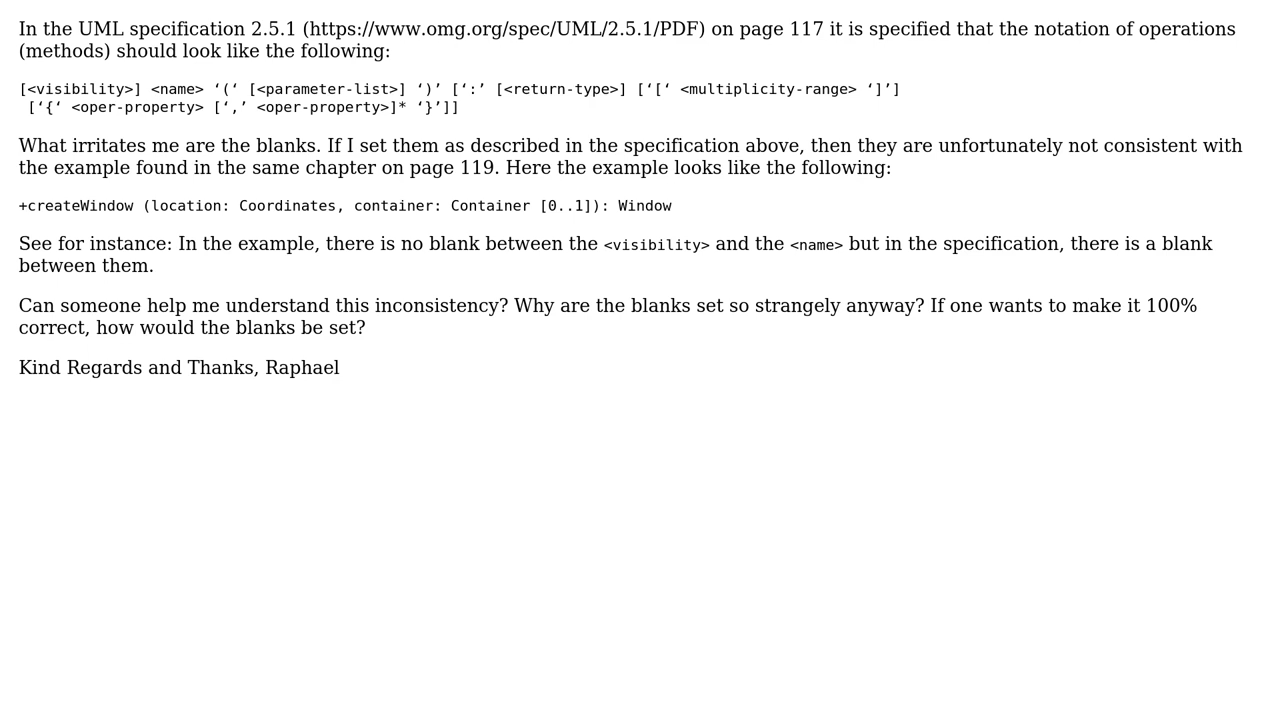 In the UML specification 2.5.1 (https://www.omg.org/spec/UML/2.5.1/PDF) on page 117 it is specified that the notation of operations
(methods) should look like the following:
[<visibility>] <name> ‘(‘ [<parameter-list>] ‘)’ [‘:’ [<return-type>] [‘[‘ <multiplicity-range> ‘]’]
[‘{‘ <oper-property> [‘,’ <oper-property>]* ‘}’]]
What irritates me are the blanks. If I set them as described in the specification above, then they are unfortunately not consistent with
the example found in the same chapter on page 119. Here the example looks like the following:
+createWindow (location: Coordinates, container: Container [0..1]): Window
See for instance: In the example, there is no blank between the <visibility> and the <name> but in the specification, there is a blank
between them.
Can someone help me understand this inconsistency? Why are the blanks set so strangely anyway? If one wants to make it 100%
correct, how would the blanks be set?
Kind Regards and Thanks, Raphael